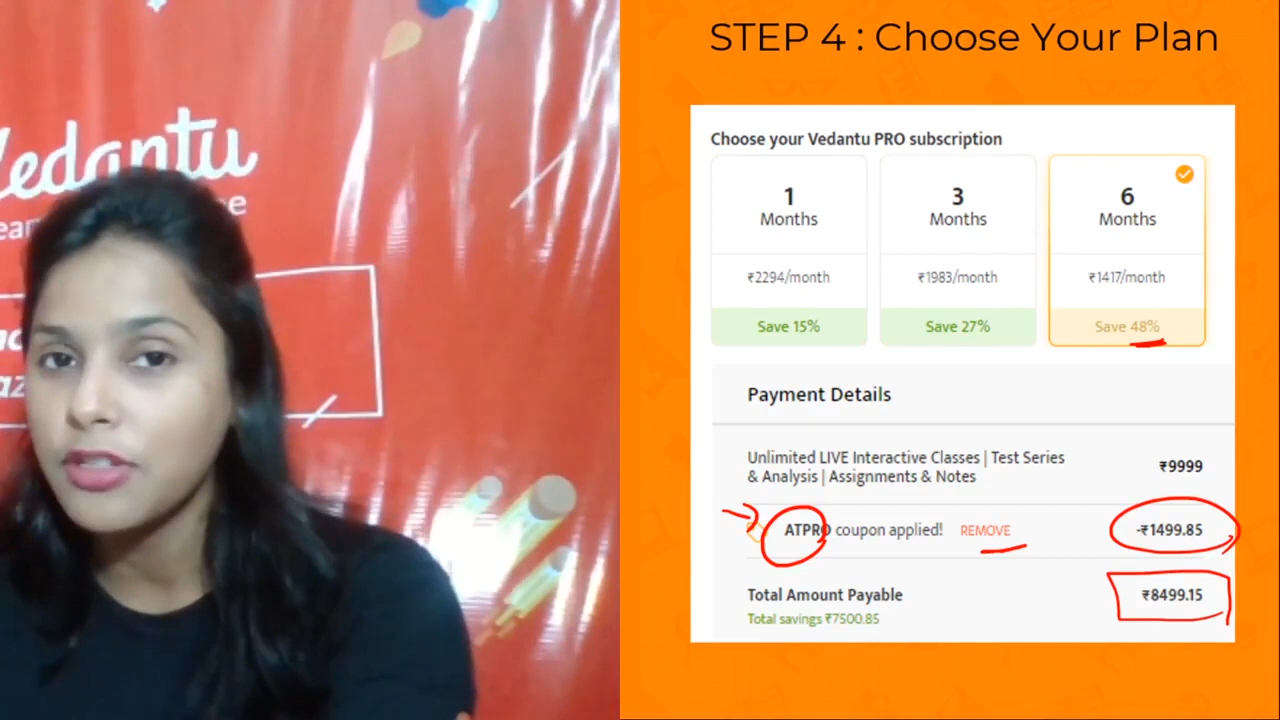 Vedantu
STEP 4 : Choose Your Plan
Choose your Vedantu PRO subscription
1
Months
₹2294/month
Save 15%
3
Months
₹1983/month
Save 27%
6
Months
₹1417/month
Save 48%
Payment Details
Unlimited LIVE Interactive Classes | Test Series
& Analysis | Assignments & Notes
₹9999
ATPRO coupon applied! REMOVE
-₹1499.85
Total Amount Payable
₹8499.15
Total savings ₹7500.85